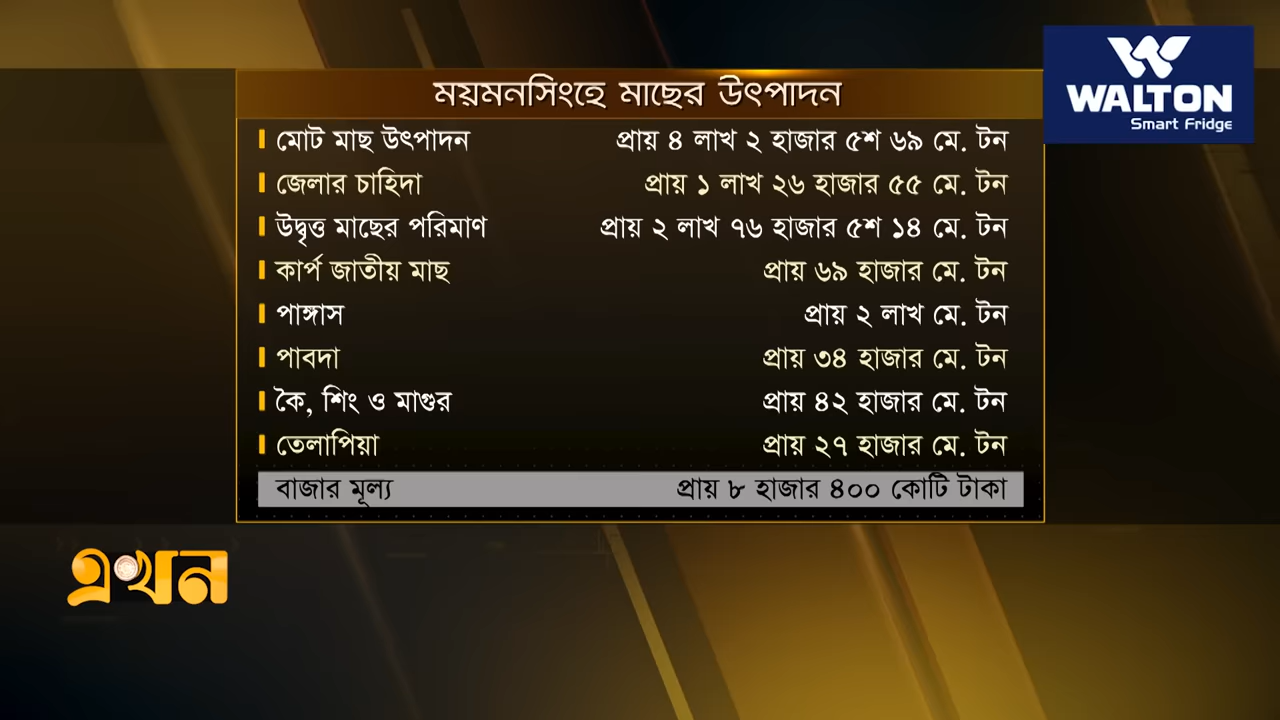 ময়মনসিংহে মাছের উৎপাদন
WALTON
Smart Fridge
মোট মাছ উৎপাদন প্রায় ৪ লাখ ২ হাজার ৫শ ৬৯ মে. টন
জেলার চাহিদা প্রায় ১ লাখ ২৬ হাজার ৫৫ মে. টন
উদ্বৃত্ত মাছের পরিমাণ প্রায় ২ লাখ ৭৬ হাজার ৫শ ১৪ মে. টন
কার্প জাতীয় মাছ প্রায় ৬৯ হাজার মে. টন
পাঙ্গাস প্রায় ২ লাখ মে. টন
পাবদা প্রায় ৩৪ হাজার মে. টন
কৈ, শিং ও মাগুর প্রায় ৪২ হাজার মে. টন
তেলাপিয়া প্রায় ২৭ হাজার মে. টন
বাজার মূল্য প্রায় ৮ হাজার ৪০০ কোটি টাকা
এখন